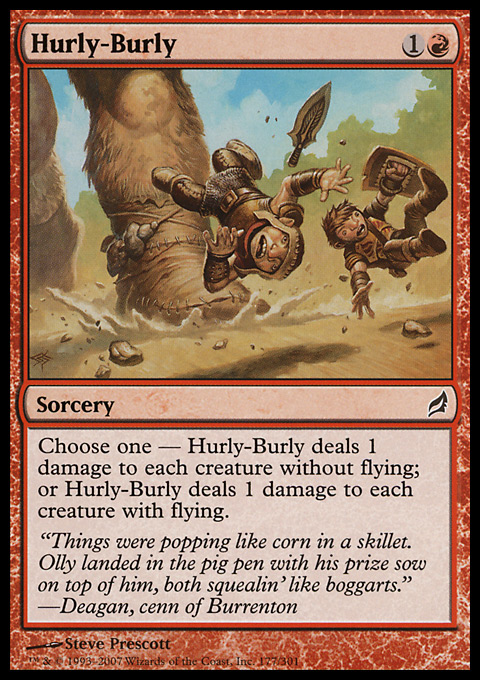 Hurly-Burly 1
Sorcery
Choose one — Hurly-Burly deals 1
damage to each creature without flying;
or Hurly-Burly deals 1 damage to each
creature with flying.
“Things were popping like corn in a skillet.
Olly landed in the pig pen with his prize sow
on top of him, both squealin’ like boggarts.”
—Deagan, cenn of Burrenton
Steve Prescott
™ & © 1993–2007 Wizards of the Coast, Inc. 177/301